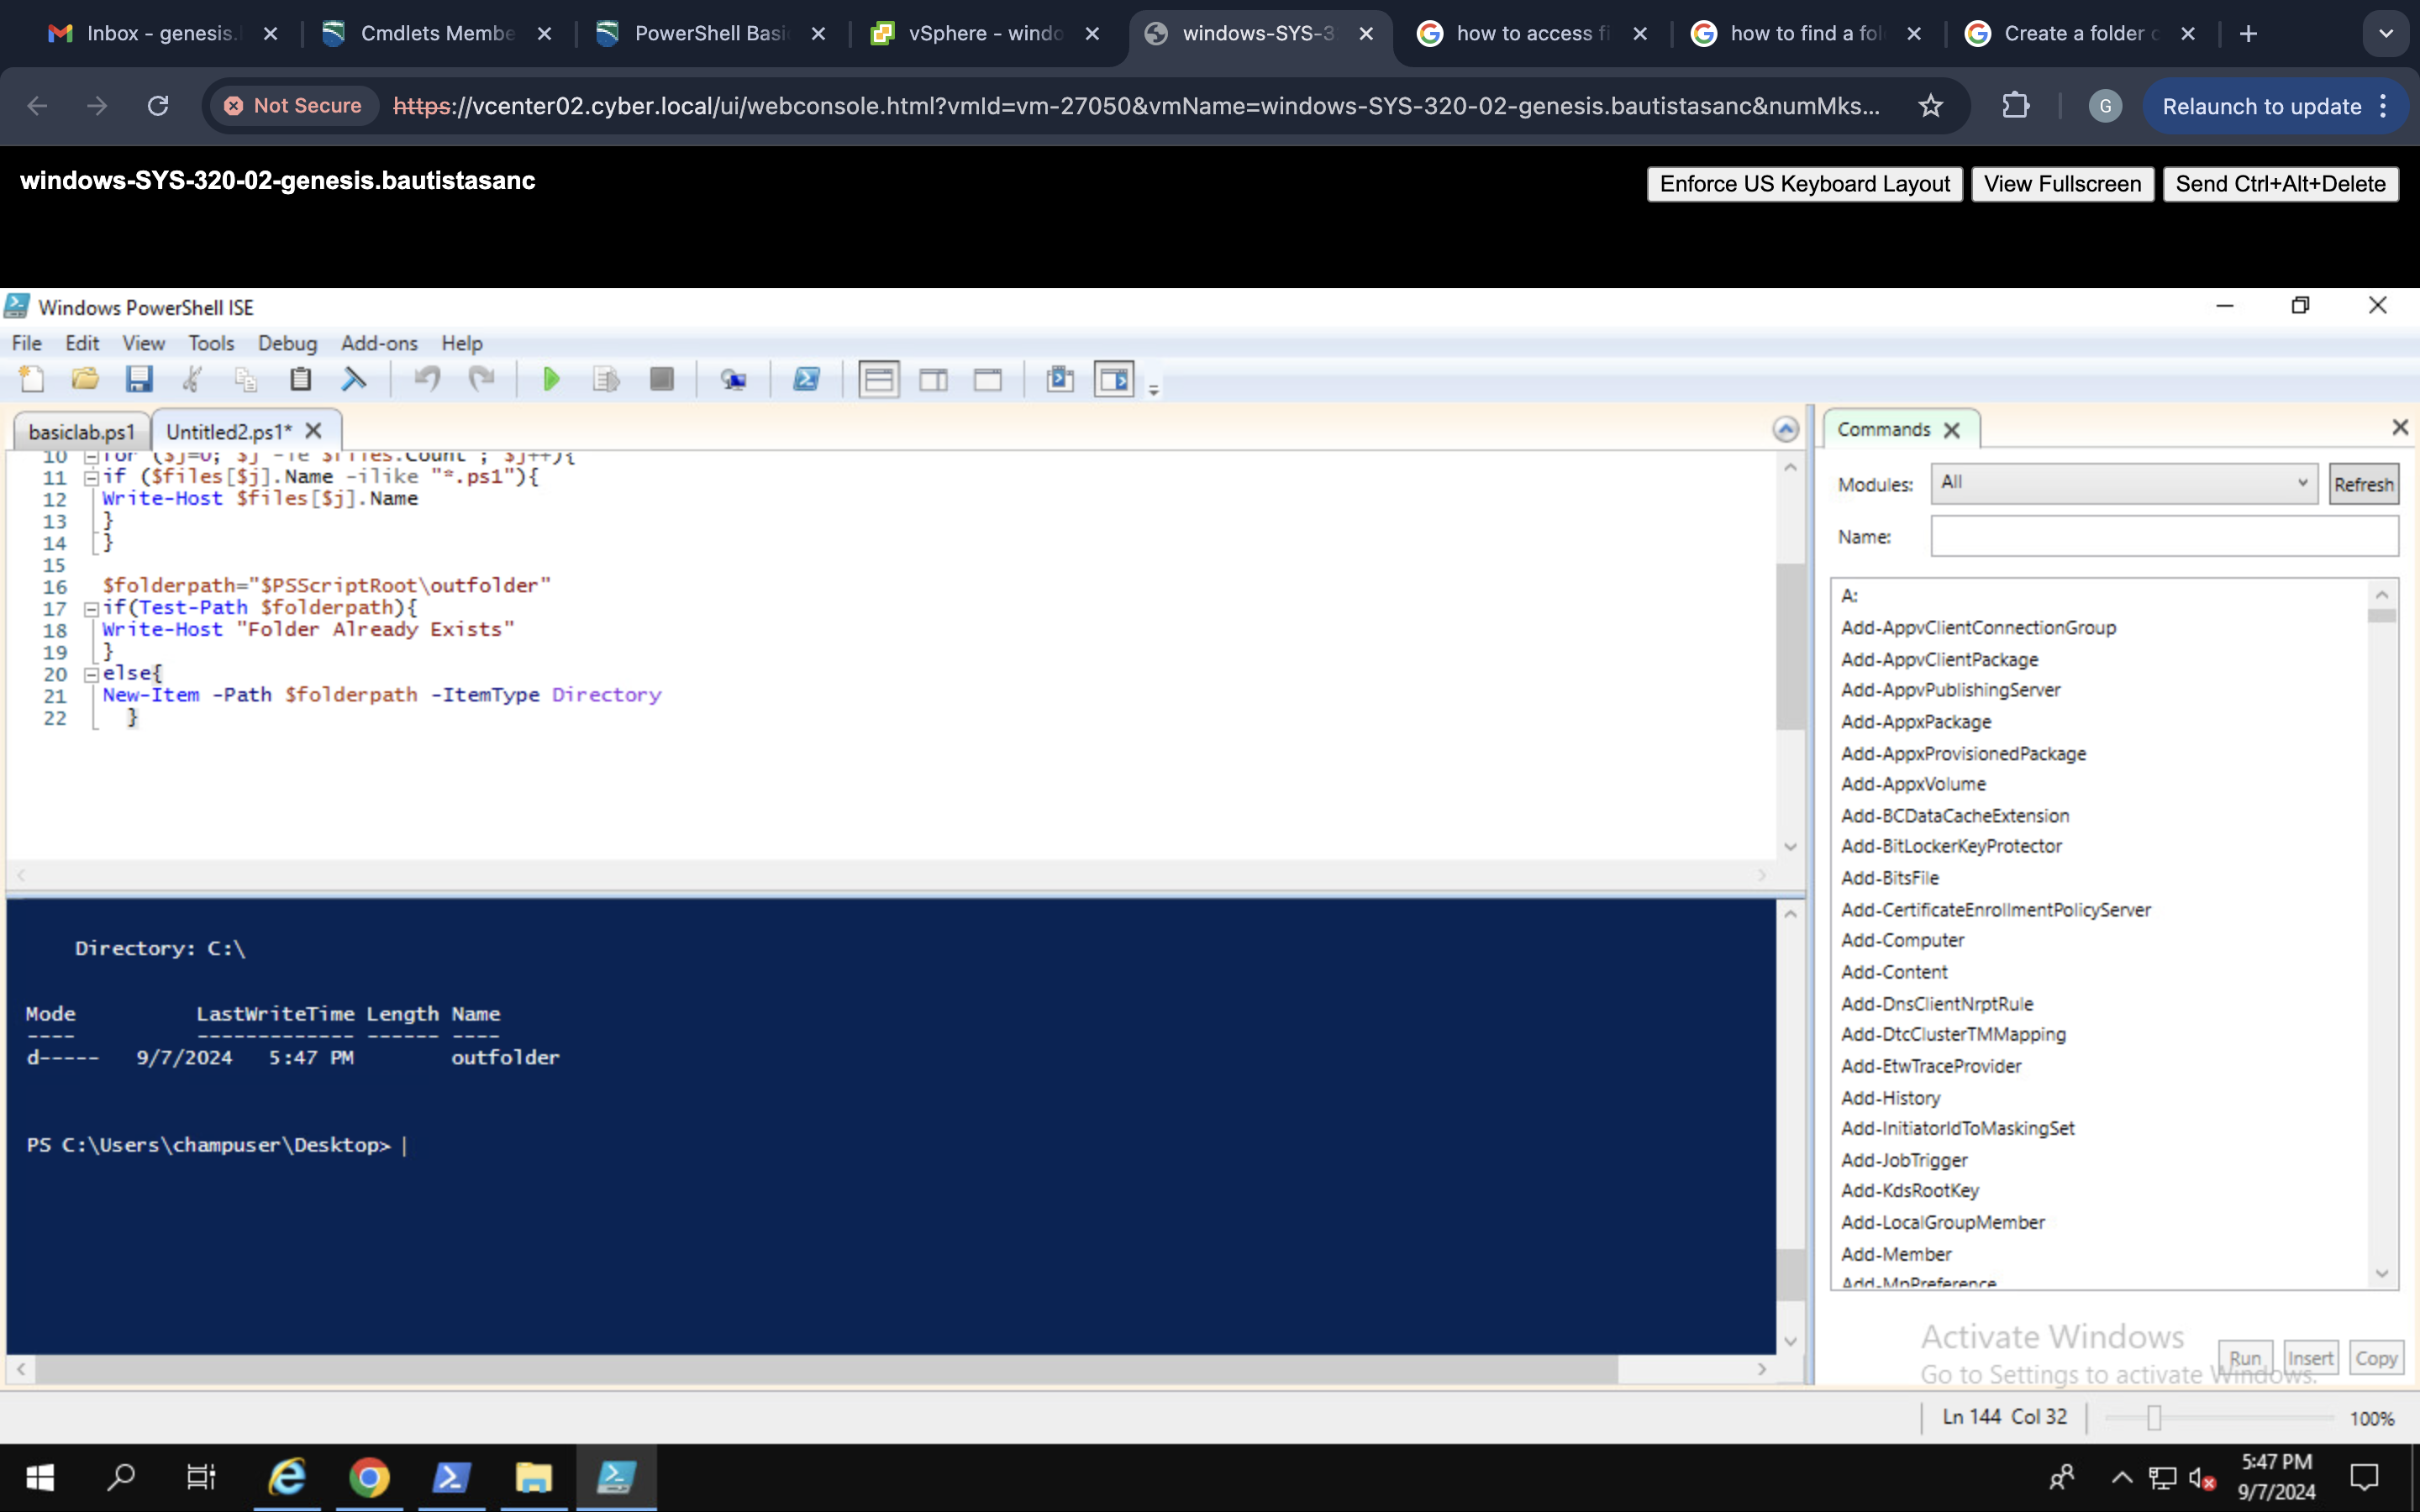 Inbox - genesis.
Cmdlets Membe
PowerShell Basi
vSphere - windo
windows-SYS-3
how to access fi
how to find a fol
Create a folder
Not Secure
https://vcenter02.cyber.local/ui/webconsole.html?vmId=vm-27050&vmName=windows-SYS-320-02-genesis.bautistasanc&numMks...
G
Relaunch to update
windows-SYS-320-02-genesis.bautistasanc
Enforce US Keyboard Layout
View Fullscreen
Send Ctrl+Alt+Delete
Windows PowerShell ISE
File Edit View Tools Debug Add-ons Help
basiclab.ps1
Untitled2.ps1*
10 for ($j=0; $j -le $files.Count ; $j++){
11 if ($files[$j].Name -ilike "*.ps1"){
12 Write-Host $files[$j].Name
13 }
14 }
15
16 $folderpath="$PSScriptRoot\outfolder"
17 if(Test-Path $folderpath){
18 Write-Host "Folder Already Exists"
19 }
20 else{
21 New-Item -Path $folderpath -ItemType Directory
22 }
Directory: C:\
Mode LastWriteTime Length Name
---- ------------- ------ ----
d----- 9/7/2024 5:47 PM outfolder
PS C:\Users\champuser\Desktop>
Commands
Modules: All Refresh
Name:
A:
Add-AppvClientConnectionGroup
Add-AppvClientPackage
Add-AppvPublishingServer
Add-AppxPackage
Add-AppxProvisionedPackage
Add-AppxVolume
Add-BCDataCacheExtension
Add-BitLockerKeyProtector
Add-BitsFile
Add-CertificateEnrollmentPolicyServer
Add-Computer
Add-Content
Add-DnsClientNrptRule
Add-DtcClusterTMMapping
Add-EtwTraceProvider
Add-History
Add-InitiatorIdToMaskingSet
Add-JobTrigger
Add-KdsRootKey
Add-LocalGroupMember
Add-Member
Add-MpPreference
Activate Windows
Go to Settings to activate Windows.
Run Insert Copy
Ln 144 Col 32
100%
5:47 PM
9/7/2024